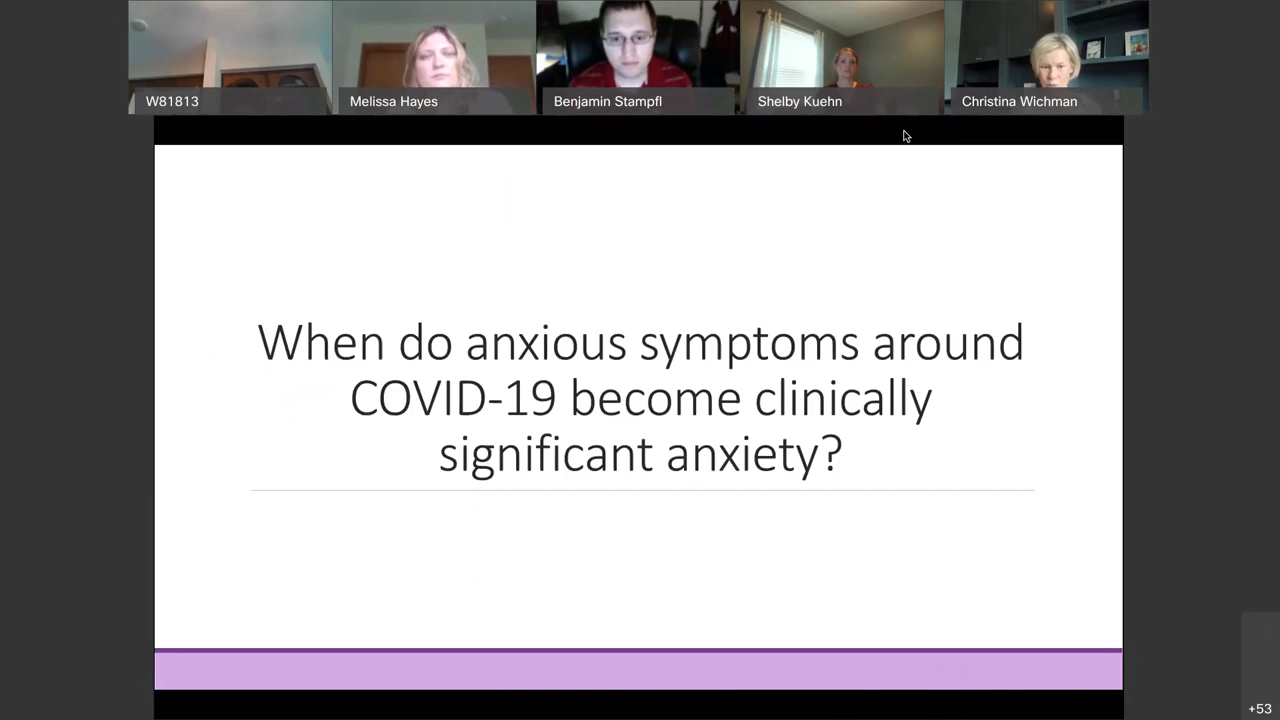 W81813
Melissa Hayes
Benjamin Stampfl
Shelby Kuehn
Christina Wichman
When do anxious symptoms around
COVID-19 become clinically
significant anxiety?
+53